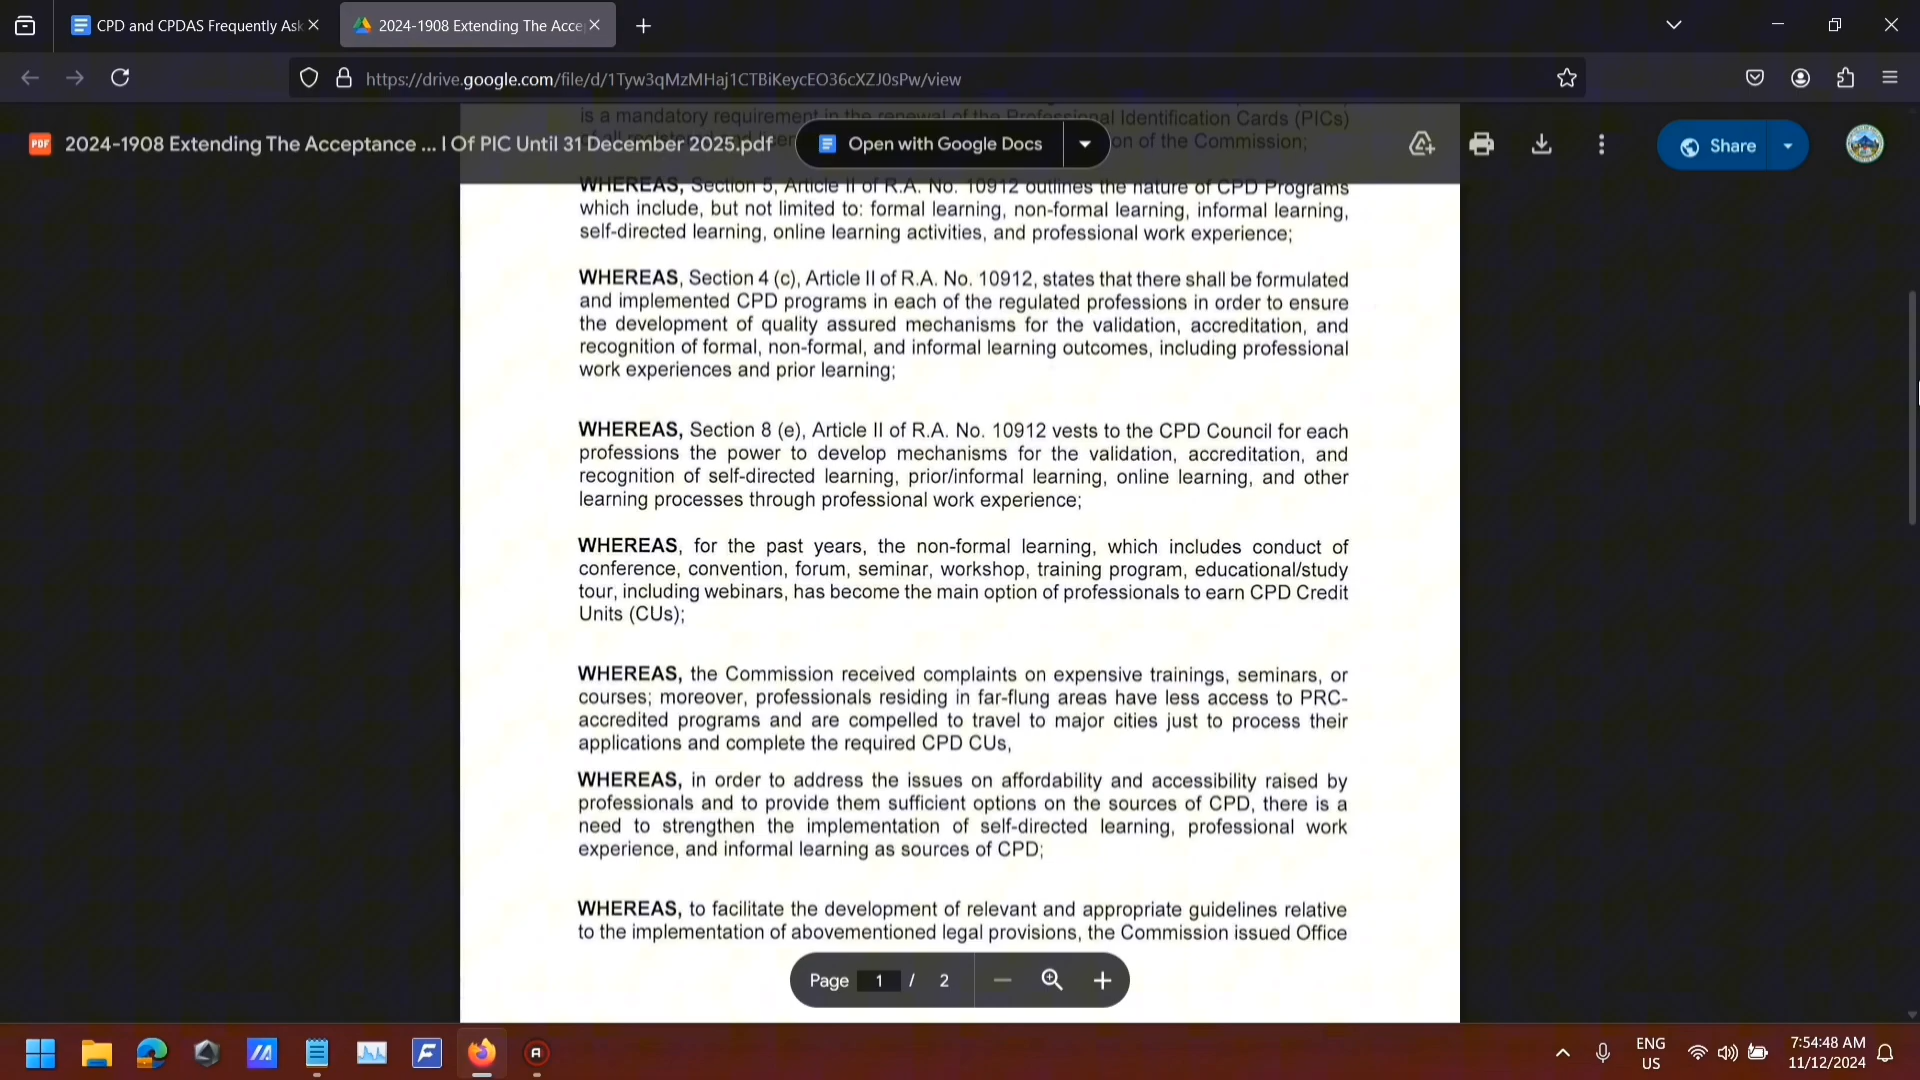 CPD and CPDAS Frequently Ask
2024-1908 Extending The Acce
https://drive.google.com/file/d/1Tyw3qMzMHaj1CTBiKeycEO36cXZJ0sPw/view
is a mandatory requirement in the renewal of the Professional Identification Cards (PICs)
PDF
2024-1908 Extending The Acceptance ... l Of PIC Until 31 December 2025.pdf
Open with Google Docs
on of the Commission;
Share
WHEREAS, Section 5, Article II of R.A. No. 10912 outlines the nature of CPD Programs
which include, but not limited to: formal learning, non-formal learning, informal learning,
self-directed learning, online learning activities, and professional work experience;
WHEREAS, Section 4 (c), Article II of R.A. No. 10912, states that there shall be formulated
and implemented CPD programs in each of the regulated professions in order to ensure
the development of quality assured mechanisms for the validation, accreditation, and
recognition of formal, non-formal, and informal learning outcomes, including professional
work experiences and prior learning;
WHEREAS, Section 8 (e), Article II of R.A. No. 10912 vests to the CPD Council for each
professions the power to develop mechanisms for the validation, accreditation, and
recognition of self-directed learning, prior/informal learning, online learning, and other
learning processes through professional work experience;
WHEREAS, for the past years, the non-formal learning, which includes conduct of
conference, convention, forum, seminar, workshop, training program, educational/study
tour, including webinars, has become the main option of professionals to earn CPD Credit
Units (CUs);
WHEREAS, the Commission received complaints on expensive trainings, seminars, or
courses; moreover, professionals residing in far-flung areas have less access to PRC-
accredited programs and are compelled to travel to major cities just to process their
applications and complete the required CPD CUs,
WHEREAS, in order to address the issues on affordability and accessibility raised by
professionals and to provide them sufficient options on the sources of CPD, there is a
need to strengthen the implementation of self-directed learning, professional work
experience, and informal learning as sources of CPD;
WHEREAS, to facilitate the development of relevant and appropriate guidelines relative
to the implementation of abovementioned legal provisions, the Commission issued Office
Page 1 / 2
ENG
US
7:54:48 AM
11/12/2024